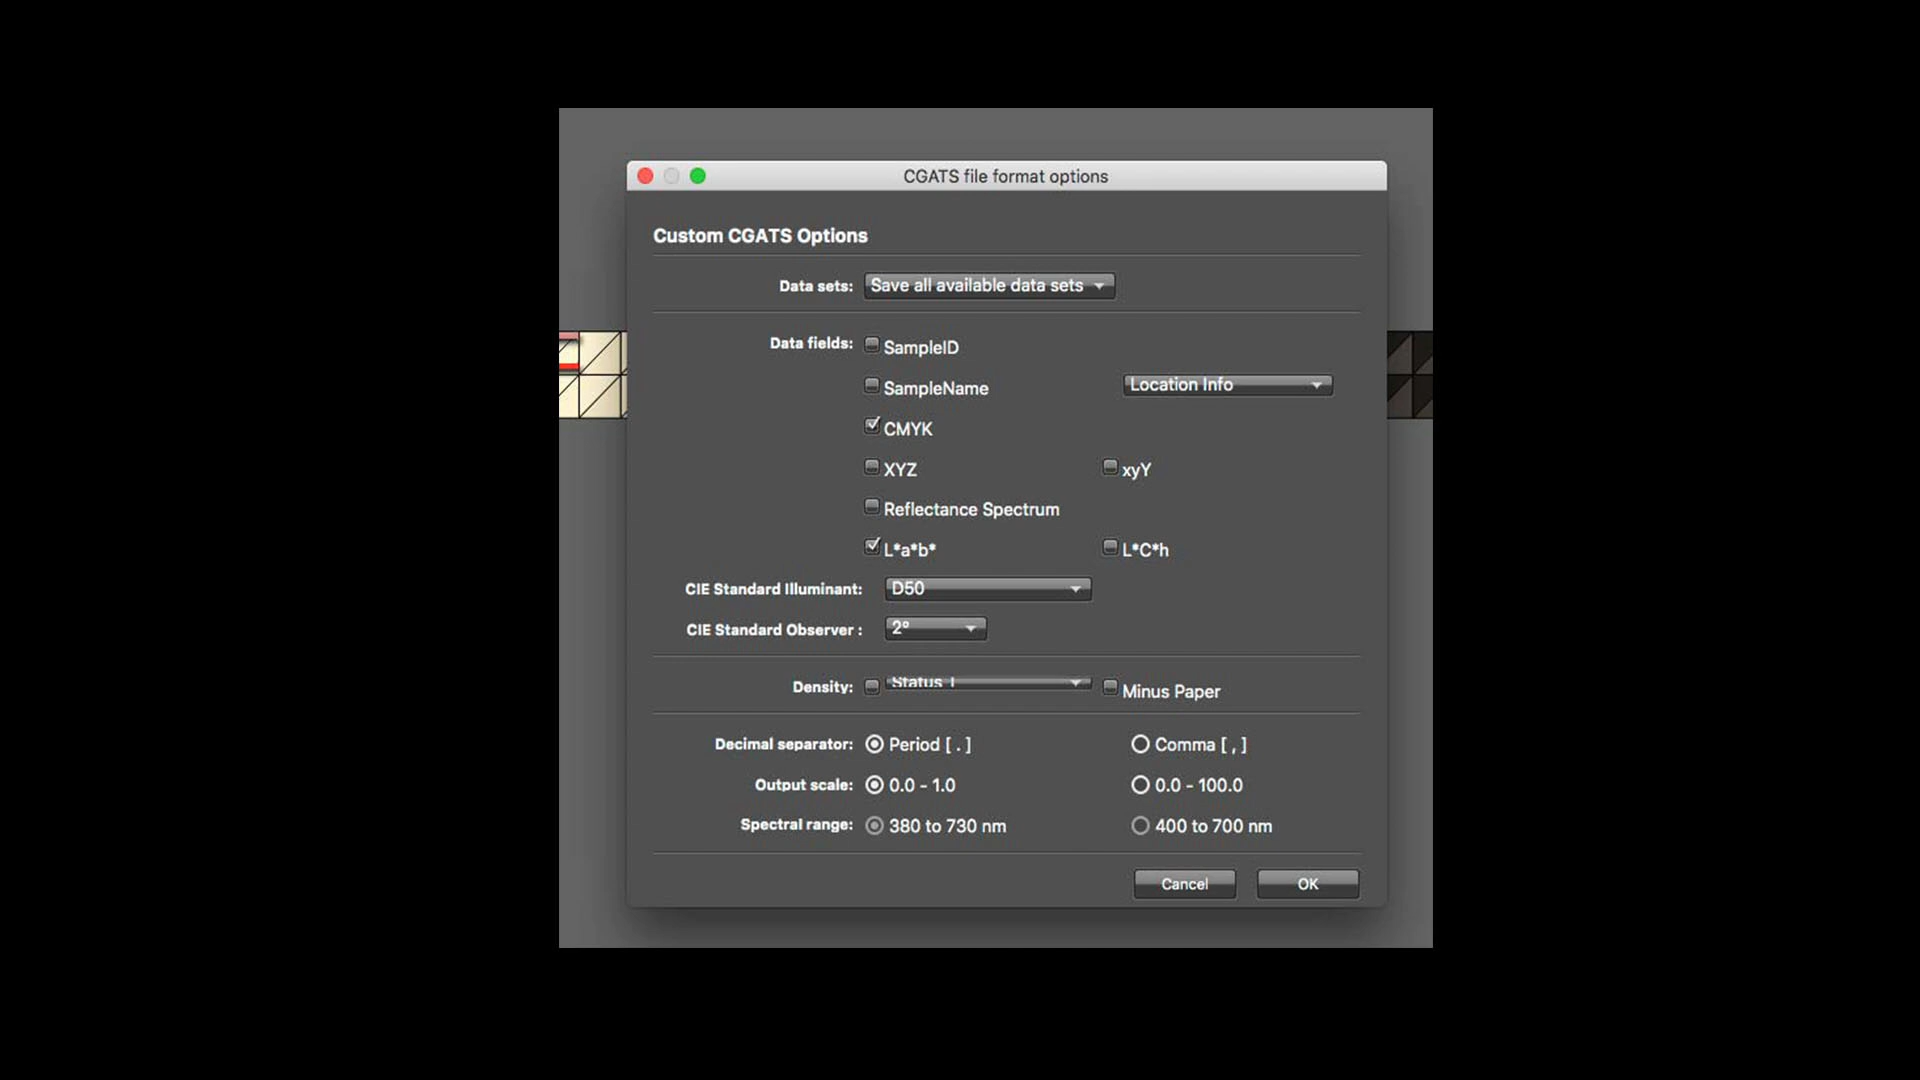 CGATS file format options
Custom CGATS Options
Data sets: Save all available data sets
Data fields: SampleID
SampleName Location Info
CMYK
XYZ xyY
Reflectance Spectrum
L*a*b* L*C*h
CIE Standard Illuminant: D50
CIE Standard Observer : 2°
Density: Status Minus Paper
Decimal separator: Period [ . ] Comma [ , ]
Output scale: 0.0 - 1.0 0.0 - 100.0
Spectral range: 380 to 730 nm 400 to 700 nm
Cancel OK